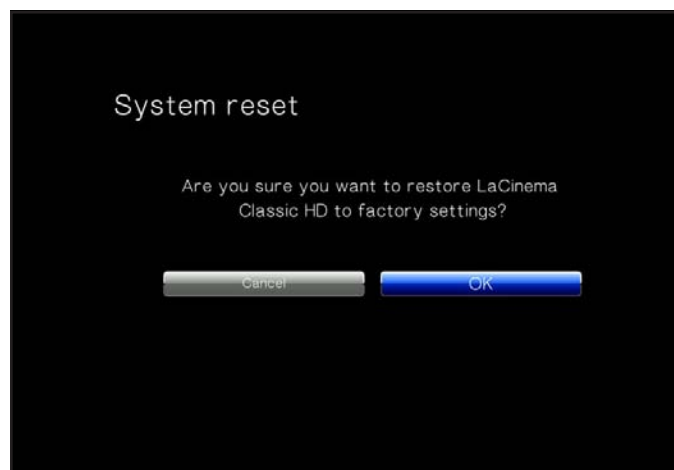 System reset
Are you sure you want to restore LaCinema
Classic HD to factory settings?
Cancel
OK